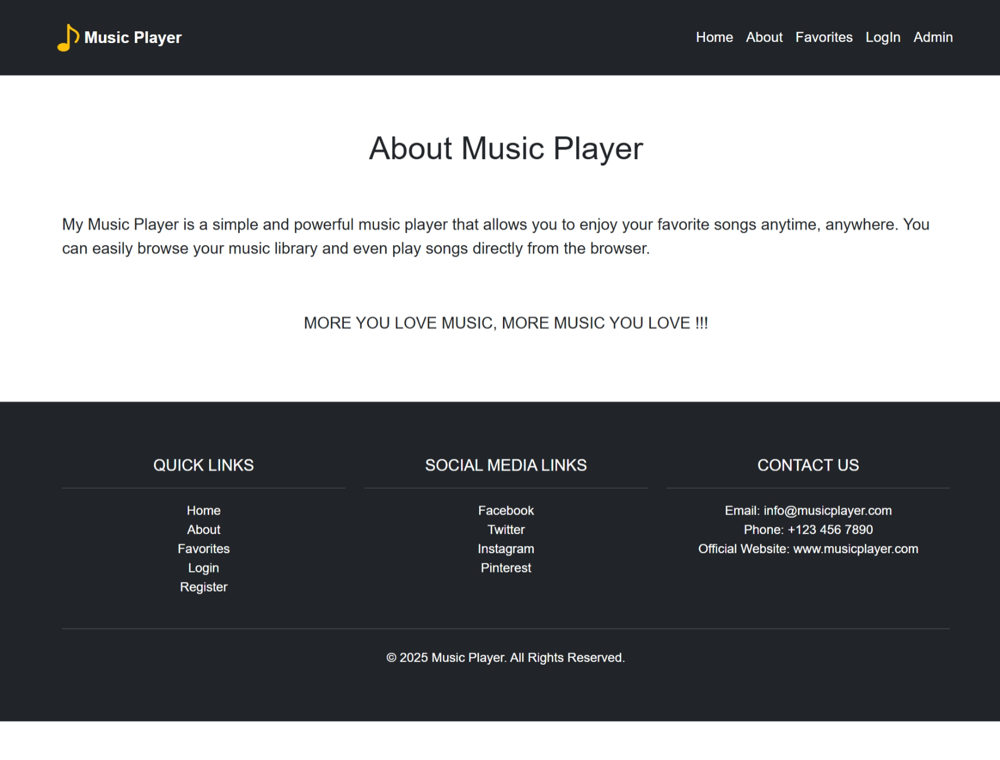 Music Player
Home About Favorites LogIn Admin
About Music Player
My Music Player is a simple and powerful music player that allows you to enjoy your favorite songs anytime, anywhere. You
can easily browse your music library and even play songs directly from the browser.
MORE YOU LOVE MUSIC, MORE MUSIC YOU LOVE !!!
QUICK LINKS
Home
About
Favorites
Login
Register
SOCIAL MEDIA LINKS
Facebook
Twitter
Instagram
Pinterest
CONTACT US
Email: info@musicplayer.com
Phone: +123 456 7890
Official Website: www.musicplayer.com
© 2025 Music Player. All Rights Reserved.